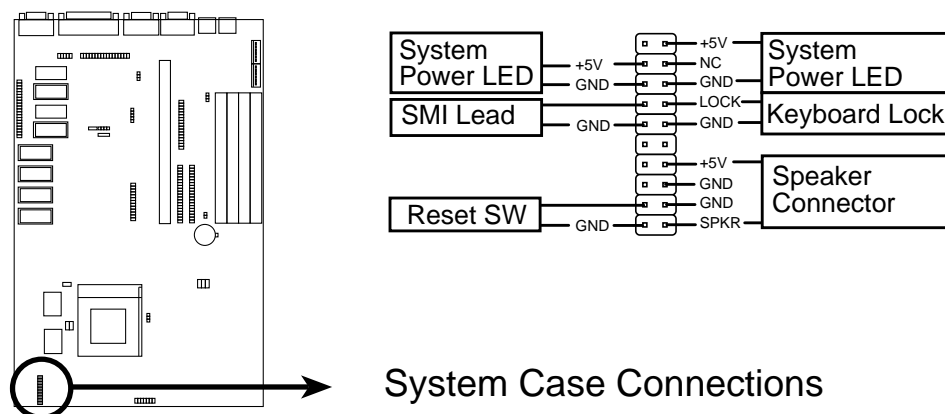 System
Power LED
+5V
GND
SMI Lead
GND
Reset SW
GND
+5V
NC
GND
LOCK
GND
+5V
GND
GND
SPKR
System
Power LED
Keyboard Lock
Speaker
Connector
System Case Connections